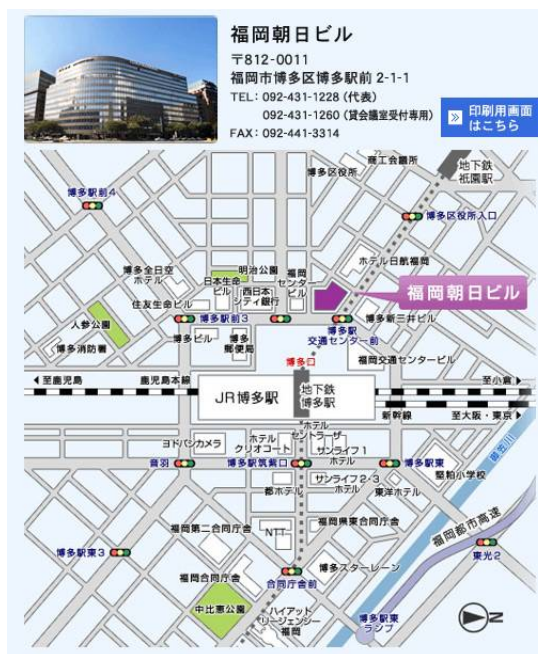 福岡朝日ビル
〒812-0011
福岡市博多区博多駅前 2-1-1
TEL: 092-431-1228 (代表)
092-431-1260 (貸会議室受付専用)
FAX: 092-441-3314
印刷用画面
はこちら
商工会議所
博多区役所
地下鉄
祇園駅
博多駅前4
博多区役所入口
ホテル日航福岡
博多全日空
ホテル
明治公園
日本生命
ビル
福岡
センター
ビル
西日本
シティ銀行
福岡朝日ビル
住友生命ビル
博多駅前3
博多駅
交通センター前
博多新三井ビル
人参公園
博多消防署
博多ビル
博多
郵便局
博多口
福岡交通センタービル
至鹿児島
鹿児島本線
JR博多駅
地下鉄
博多駅
至小倉
新幹線
至大阪・東京
ヨドバシカメラ
ホテル
クリオコート
ホテル
セントラーザ
サンライフ1
ホテル
御笠川
音羽
博多駅筑紫口
博多駅東
堅粕小学校
都ホテル
サンライフ2・3
ホテル
東洋ホテル
福岡第二合同庁舎
NTT
福岡県東合同庁舎
福岡都市高速
博多駅東3
東光2
福岡合同庁舎
合同庁舎前
博多スターレーン
中比恵公園
ハイアット
リージェンシー
福岡
博多駅東
ランプ
N